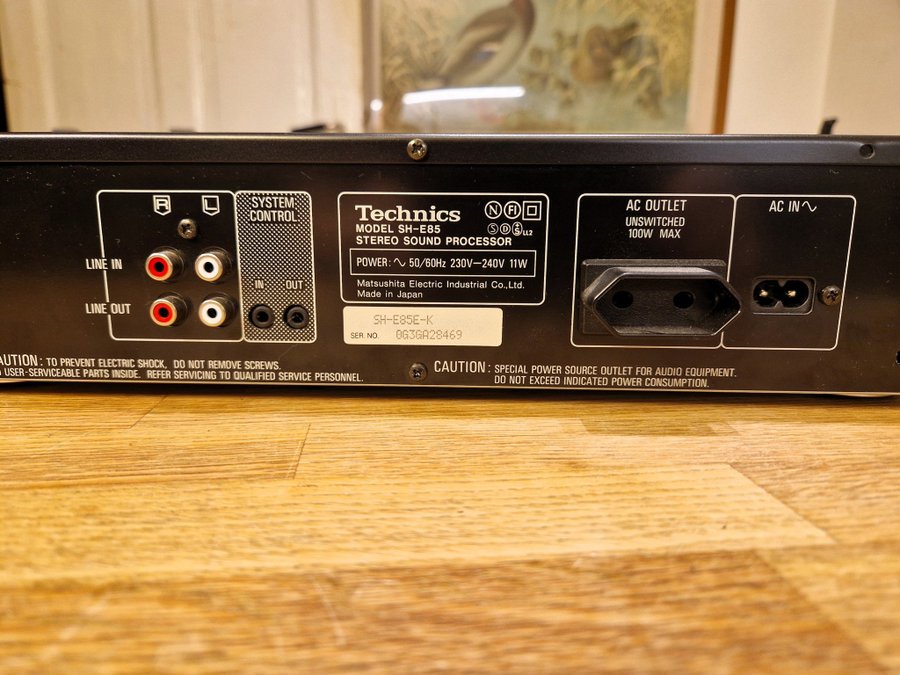 R L
LINE IN
LINE OUT
SYSTEM
CONTROL
IN OUT
Technics
MODEL SH-E85
STEREO SOUND PROCESSOR
N FI
S D LL2
POWER: ∿ 50/60Hz 230V—240V 11W
Matsushita Electric Industrial Co.,Ltd.
Made in Japan
SH-E85E-K
SER. NO. 0G3GA28469
AC OUTLET
UNSWITCHED
100W MAX
AC IN ∿
AUTION: TO PREVENT ELECTRIC SHOCK, DO NOT REMOVE SCREWS.
USER-SERVICEABLE PARTS INSIDE. REFER SERVICING TO QUALIFIED SERVICE PERSONNEL.
CAUTION: SPECIAL POWER SOURCE OUTLET FOR AUDIO EQUIPMENT.
DO NOT EXCEED INDICATED POWER CONSUMPTION.